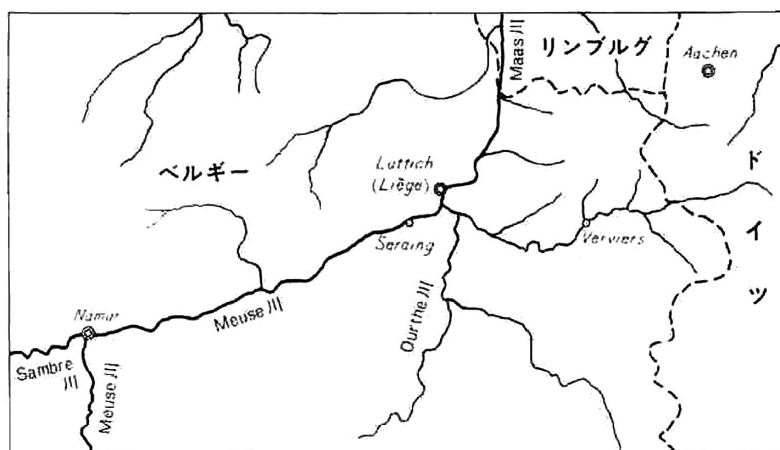 リンブルグ
Aachen
Maas川
ベルギー
Lüttich
(Liège)
ドイツ
Seraing
Verviers
Namur
Meuse川
Ourthe川
Sambre
川
Meuse川